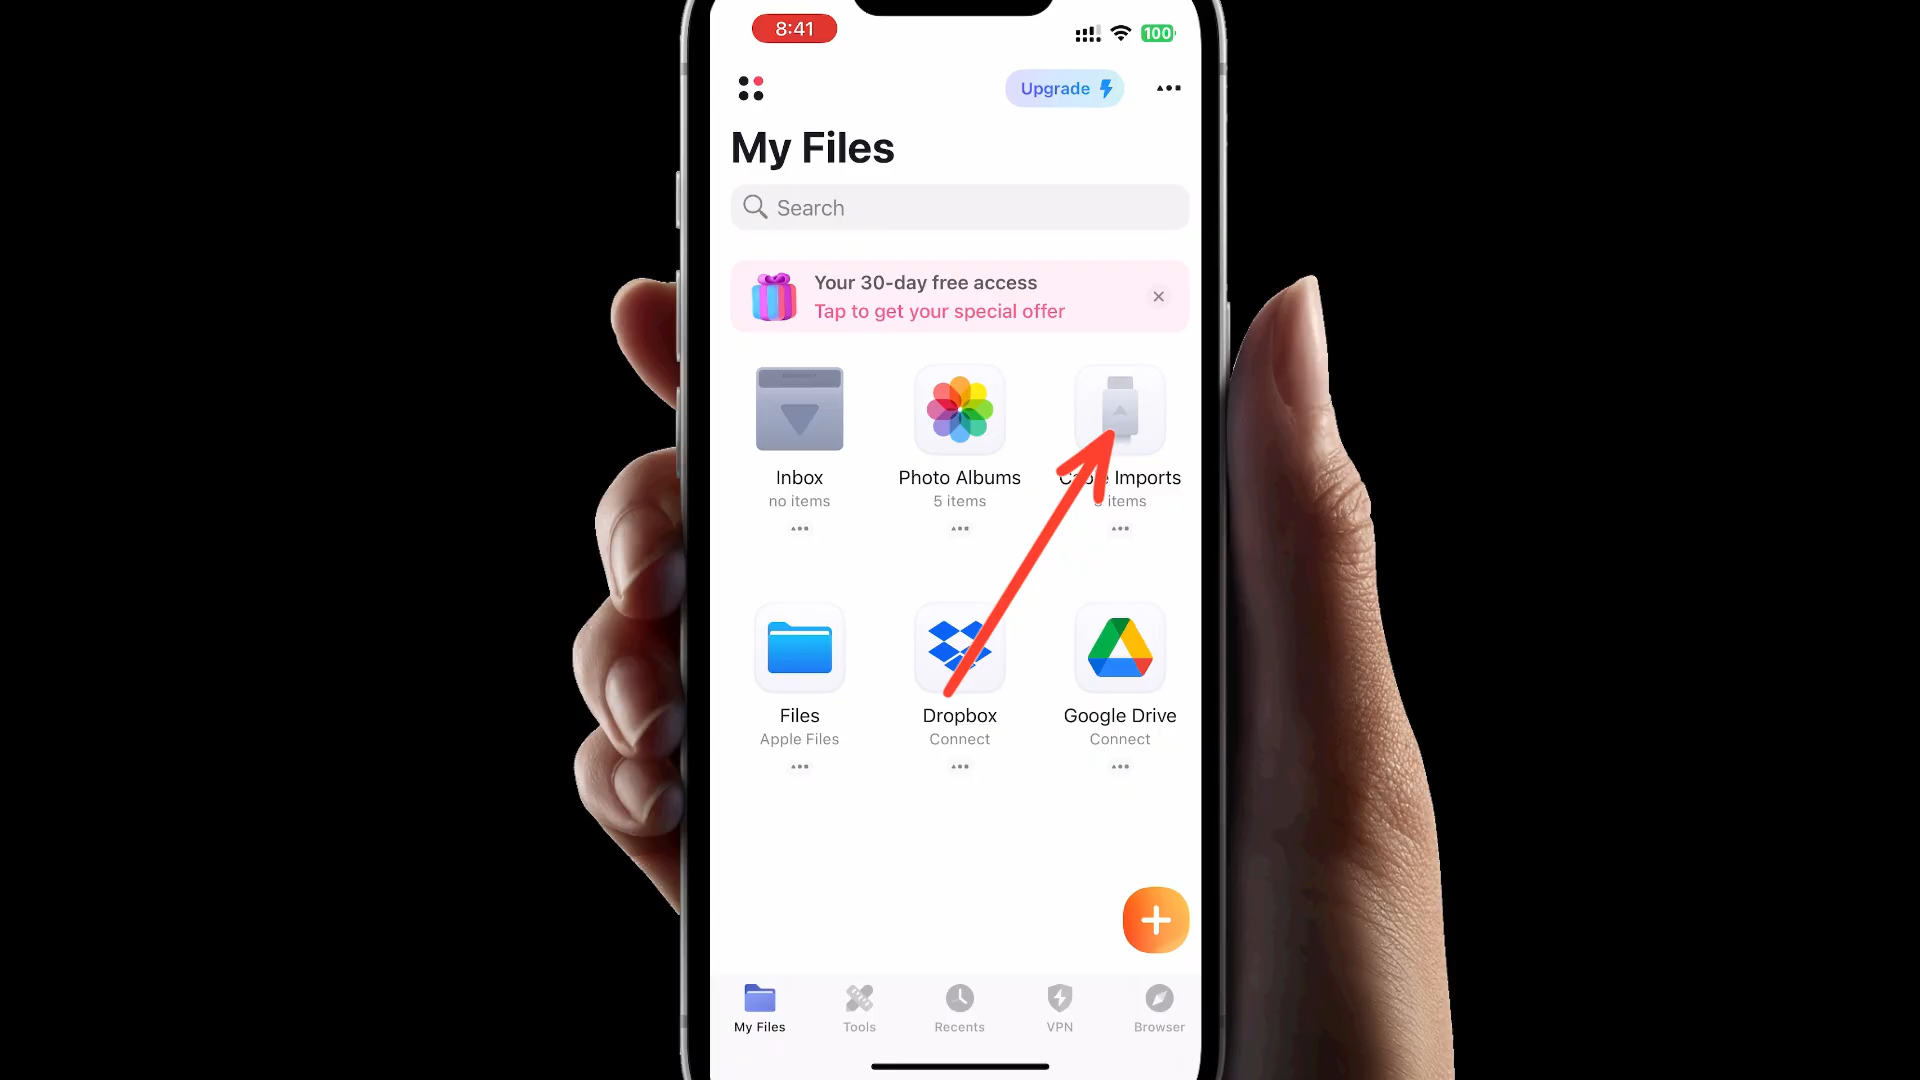 8:41
100
Upgrade
My Files
Search
Your 30-day free access
Tap to get your special offer
Inbox
Photo Albums
Imports
no items
5 items
items
Files
Dropbox
Google Drive
Apple Files
Connect
Connect
My Files
Tools
Recents
VPN
Browser